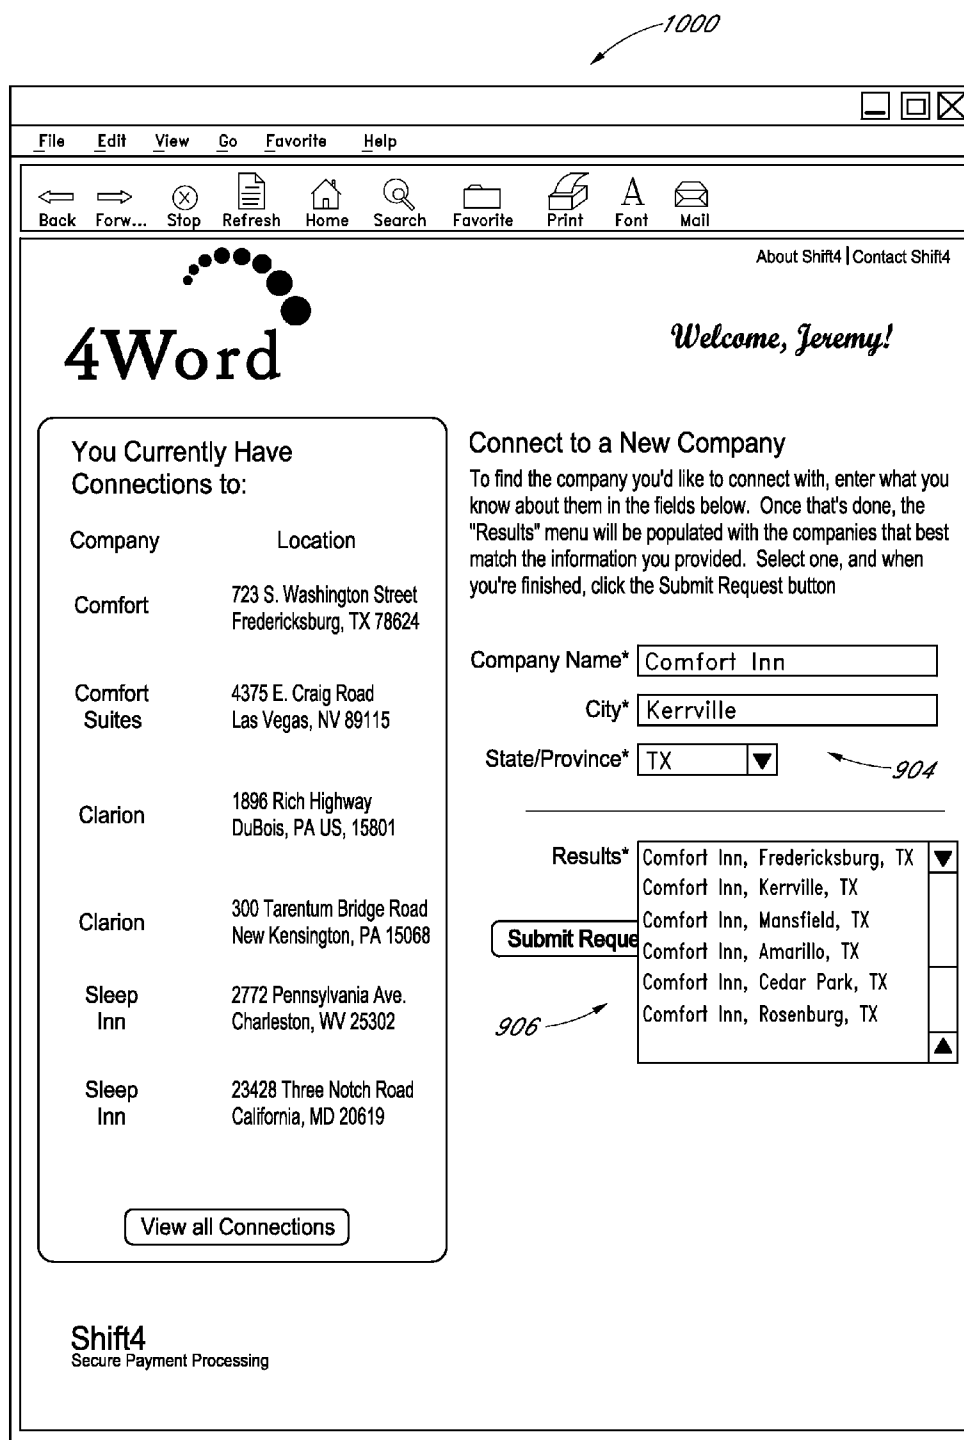 1000
File Edit View Go Favorite Help
Back Forw... Stop Refresh Home Search Favorite Print Font Mail
About Shift4 | Contact Shift4
4Word
Welcome, Jeremy!
You Currently Have
Connections to:
Company Location
Comfort
723 S. Washington Street
Fredericksburg, TX 78624
Comfort
Suites
4375 E. Craig Road
Las Vegas, NV 89115
Clarion
1896 Rich Highway
DuBois, PA US, 15801
Clarion
300 Tarentum Bridge Road
New Kensington, PA 15068
Sleep
Inn
2772 Pennsylvania Ave.
Charleston, WV 25302
Sleep
Inn
23428 Three Notch Road
California, MD 20619
View all Connections
Connect to a New Company
To find the company you'd like to connect with, enter what you
know about them in the fields below. Once that's done, the
"Results" menu will be populated with the companies that best
match the information you provided. Select one, and when
you're finished, click the Submit Request button
Company Name* Comfort Inn
City* Kerrville
State/Province* TX
904
Results* Comfort Inn, Fredericksburg, TX
Comfort Inn, Kerrville, TX
Comfort Inn, Mansfield, TX
Comfort Inn, Amarillo, TX
Comfort Inn, Cedar Park, TX
Comfort Inn, Rosenburg, TX
Submit Reque
906
Shift4
Secure Payment Processing